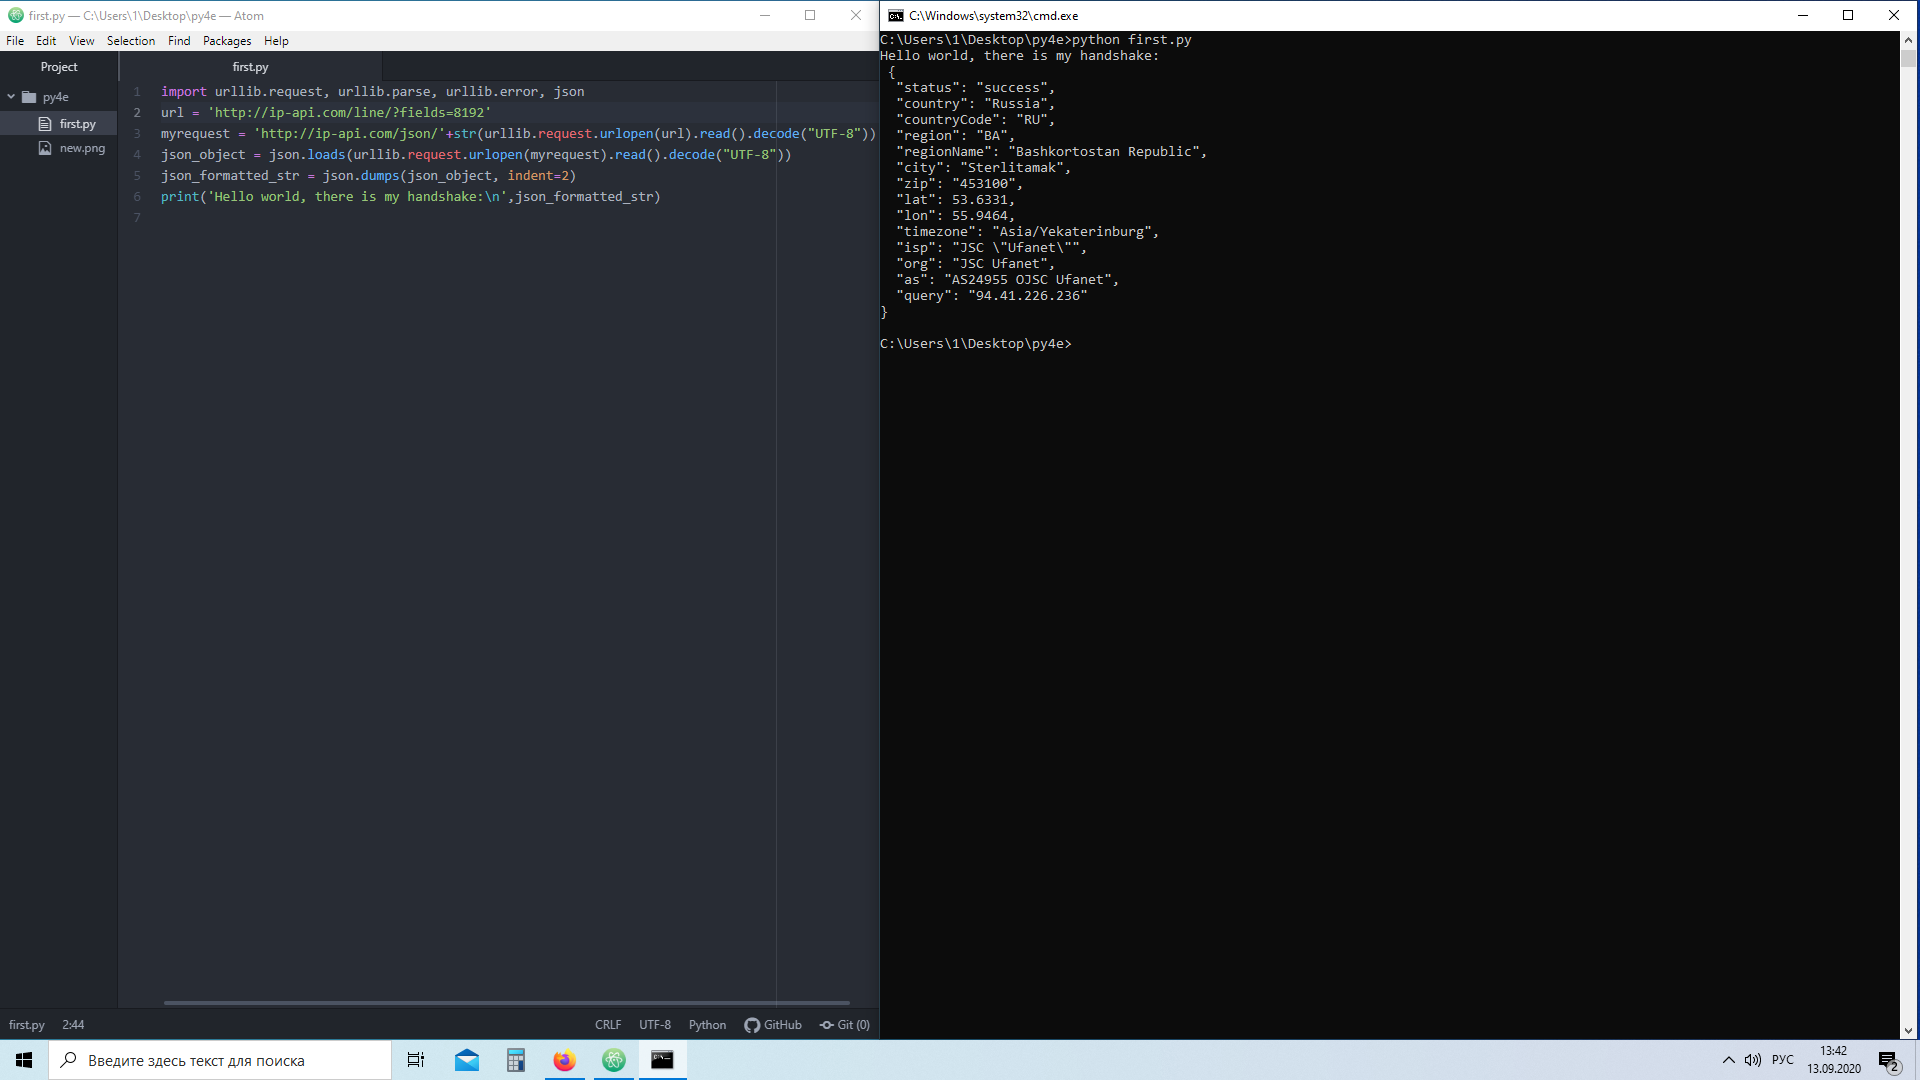 first.py — C:\Users\1\Desktop\py4e — Atom
File Edit View Selection Find Packages Help
Project
py4e
first.py
new.png
first.py
1 import urllib.request, urllib.parse, urllib.error, json
2 url = 'http://ip-api.com/line/?fields=8192'
3 myrequest = 'http://ip-api.com/json/'+str(urllib.request.urlopen(url).read().decode("UTF-8"))
4 json_object = json.loads(urllib.request.urlopen(myrequest).read().decode("UTF-8"))
5 json_formatted_str = json.dumps(json_object, indent=2)
6 print('Hello world, there is my handshake:\n',json_formatted_str)
7
first.py 2:44 CRLF UTF-8 Python GitHub Git (0)
C:\Windows\system32\cmd.exe
C:\Users\1\Desktop\py4e>python first.py
Hello world, there is my handshake:
 {
  "status": "success",
  "country": "Russia",
  "countryCode": "RU",
  "region": "BA",
  "regionName": "Bashkortostan Republic",
  "city": "Sterlitamak",
  "zip": "453100",
  "lat": 53.6331,
  "lon": 55.9464,
  "timezone": "Asia/Yekaterinburg",
  "isp": "JSC \"Ufanet\"",
  "org": "JSC Ufanet",
  "as": "AS24955 OJSC Ufanet",
  "query": "94.41.226.236"
}
C:\Users\1\Desktop\py4e>
Введите здесь текст для поиска
РУС
13:42
13.09.2020
2